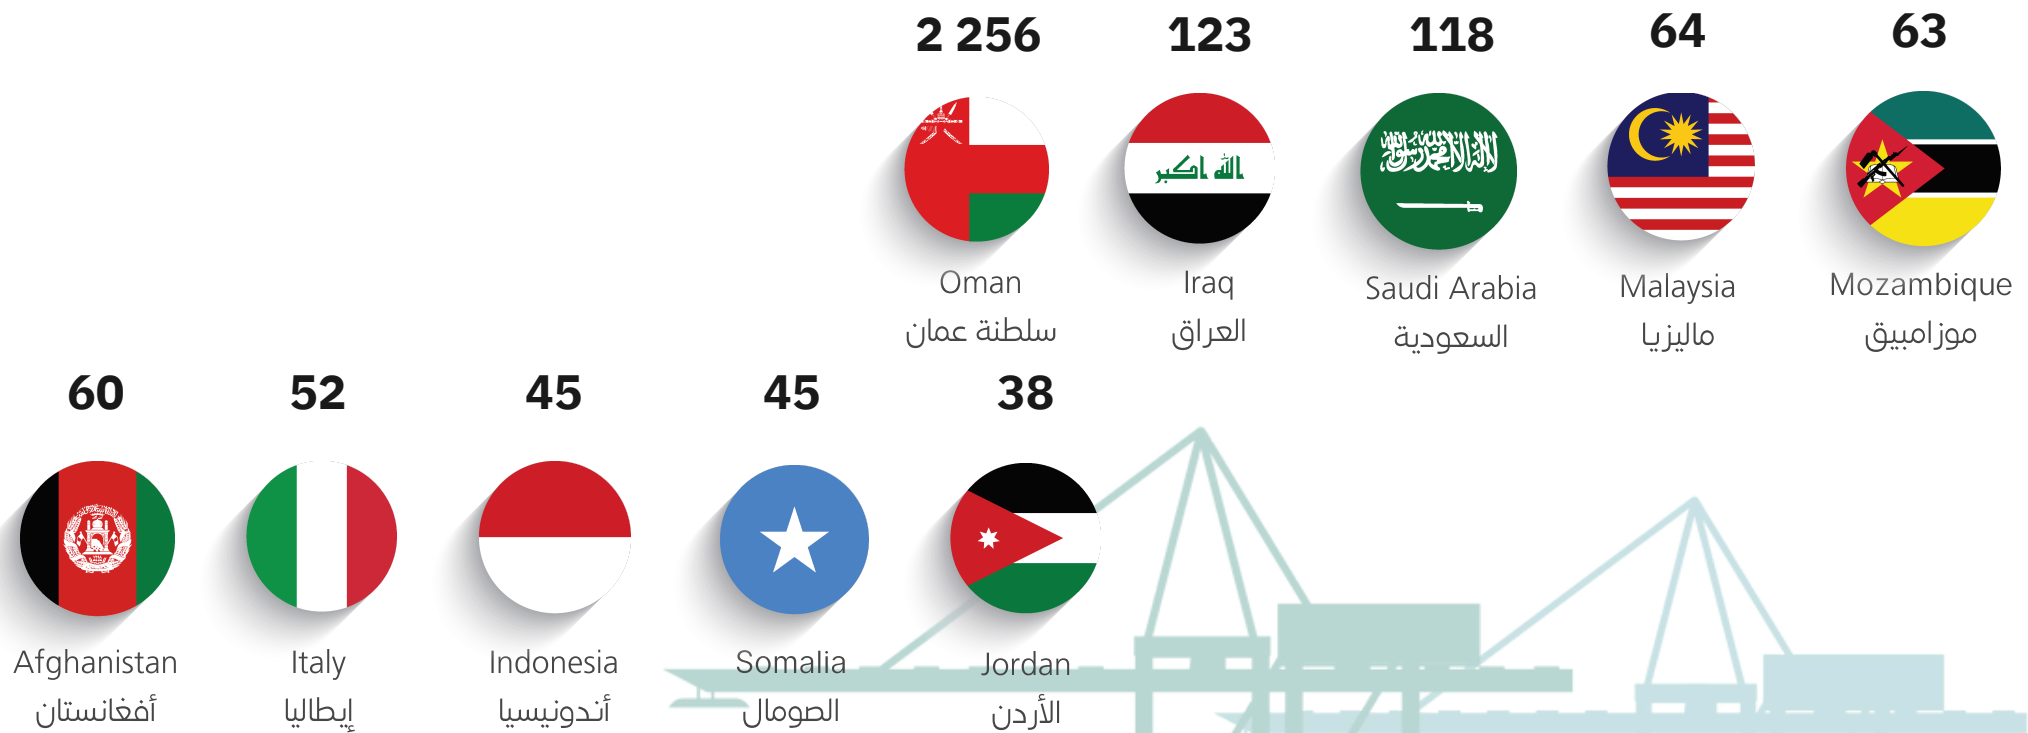 2 256 123 118 64 63
Oman Iraq Saudi Arabia Malaysia Mozambique
سلطنة عمان العراق السعودية ماليزيا موزامبيق
60 52 45 45 38
Afghanistan Italy Indonesia Somalia Jordan
أفغانستان إيطاليا أندونيسيا الصومال الأردن